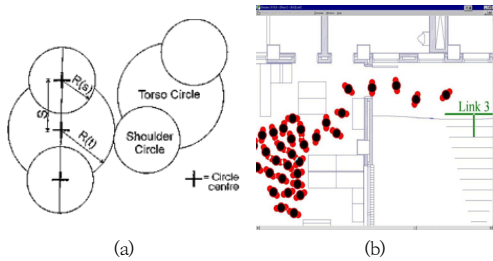 R(s)
S
R(t)
Torso Circle
Shoulder
Circle
= Circle
centre
Link 3
(a)
(b)